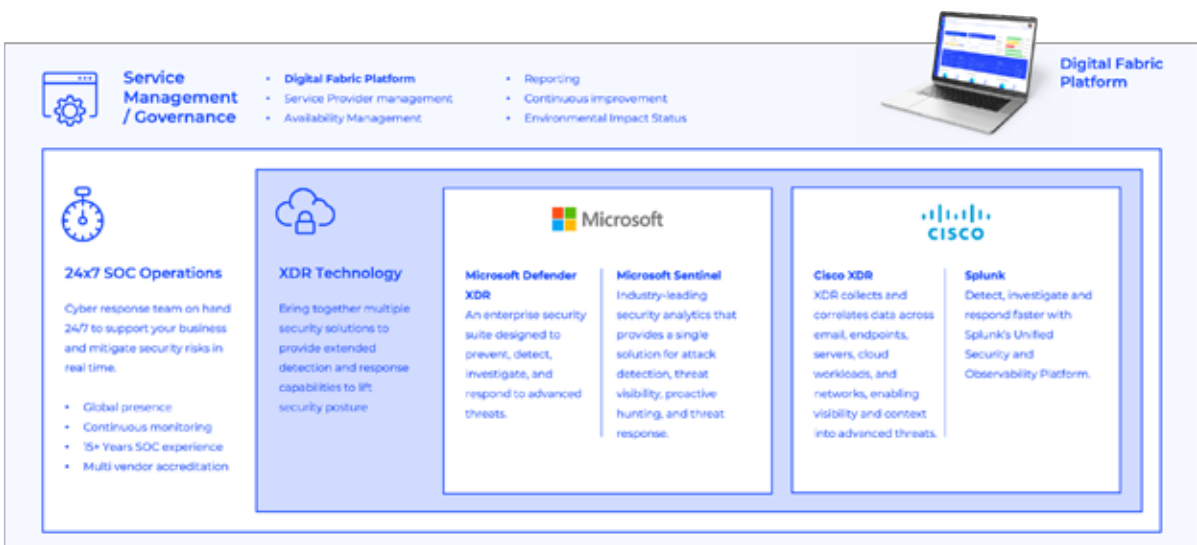 Service
Management
/ Governance
• Digital Fabric Platform
• Service Provider management
• Availability Management
• Reporting
• Continuous improvement
• Environmental Impact Status
Digital Fabric
Platform
24x7 SOC Operations
Cyber response team on hand
24/7 to support your business
and mitigate security risks in
real time.
• Global presence
• Continuous monitoring
• 15+ Years SOC experience
• Multi vendor accreditation
XDR Technology
Bring together multiple
security solutions to
provide extended
detection and response
capabilities to lift
security posture
Microsoft
Microsoft Defender
XDR
An enterprise security
suite designed to
prevent, detect,
investigate, and
respond to advanced
threats.
Microsoft Sentinel
Industry-leading
security analytics that
provides a single
solution for attack
detection, threat
visibility, proactive
hunting, and threat
response.
CISCO
Cisco XDR
XDR collects and
correlates data across
email, endpoints,
servers, cloud
workloads, and
networks, enabling
visibility and context
into advanced threats.
Splunk
Detect, investigate and
respond faster with
Splunk's Unified
Security and
Observability Platform.